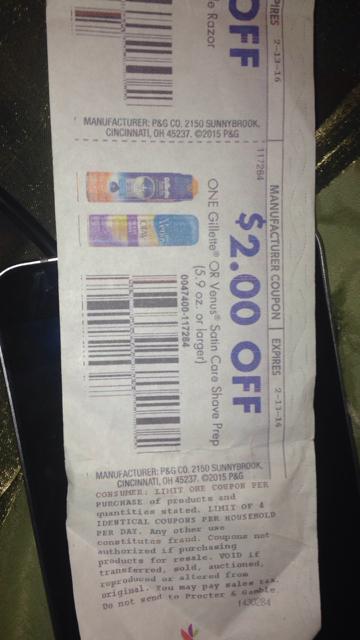 PIRES 2-13-16
OFF
e Razor
MANUFACTURER: P&G CO. 2150 SUNNYBROOK,
CINCINNATI, OH 45237. ©2015 P&G
117284
MANUFACTURER COUPON | EXPIRES 2-13-16
$2.00 OFF
ONE Gillette® OR Venus® Satin Care Shave Prep
(5.9 oz. or larger)
0047400-117284
Venus
OLAY
MANUFACTURER: P&G CO. 2150 SUNNYBROOK,
CINCINNATI, OH 45237. ©2015 P&G
CONSUMER: LIMIT ONE COUPON PER
PURCHASE of products and
quantities stated. LIMIT OF 4
IDENTICAL COUPONS PER HOUSEHOLD
PER DAY. Any other use
constitutes fraud. Coupons not
authorized if purchasing
products for resale. VOID if
transferred, sold, auctioned,
reproduced or altered from
original. You may pay sales tax.
Do not send to Procter & Gamble.
1430284